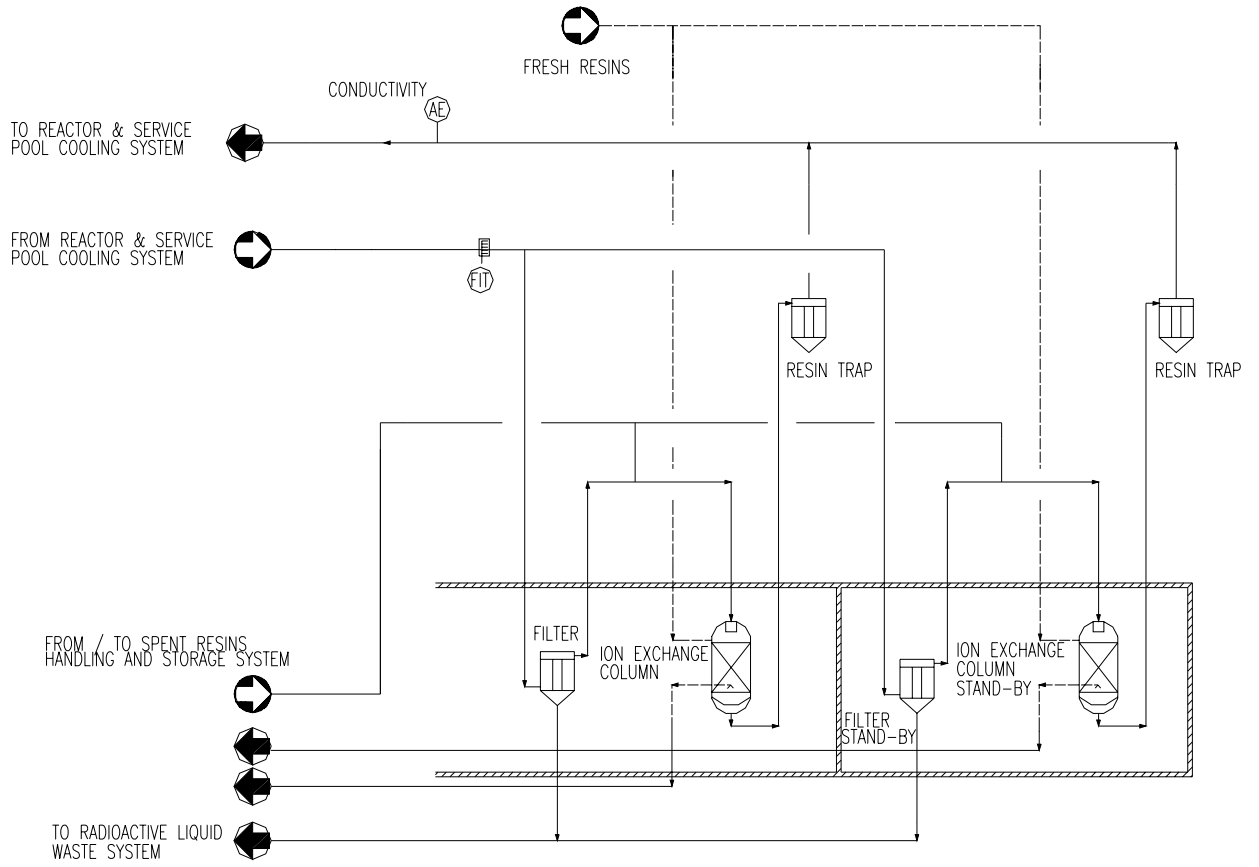 FRESH RESINS
CONDUCTIVITY
AE
TO REACTOR & SERVICE
POOL COOLING SYSTEM
FROM REACTOR & SERVICE
POOL COOLING SYSTEM
FIT
RESIN TRAP
RESIN TRAP
FROM / TO SPENT RESINS
HANDLING AND STORAGE SYSTEM
FILTER
ION EXCHANGE
COLUMN
ION EXCHANGE
COLUMN
STAND-BY
FILTER
STAND-BY
TO RADIOACTIVE LIQUID
WASTE SYSTEM